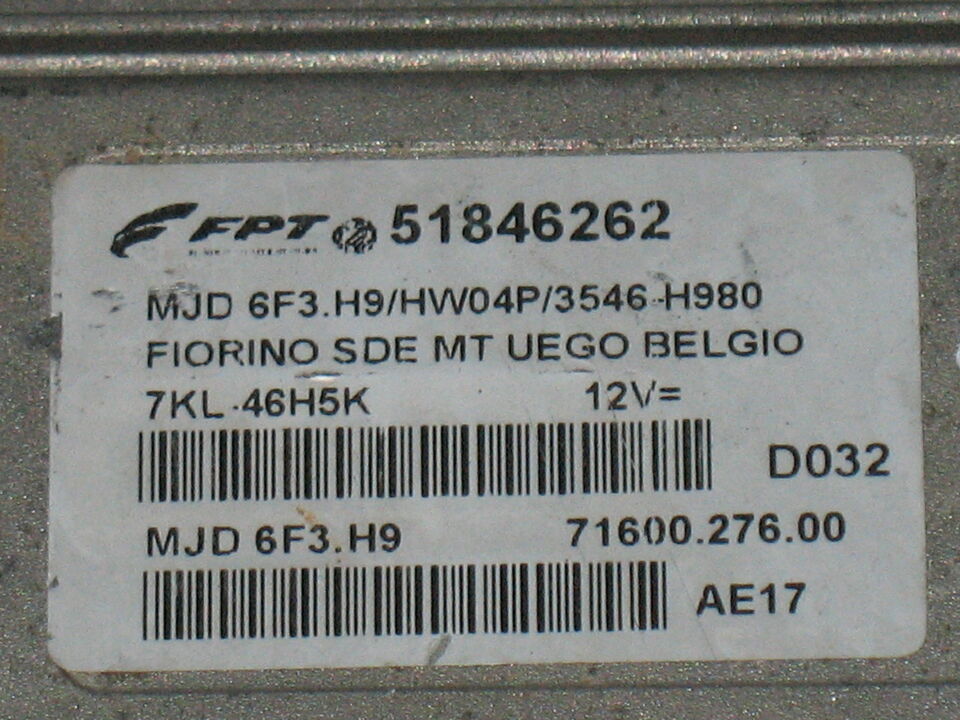 FPT 51846262
MJD 6F3.H9/HW04P/3546-H980
FIORINO SDE MT UEGO BELGIO
7KL-46H5K 12V=
D032
MJD 6F3.H9 71600.276.00
AE17